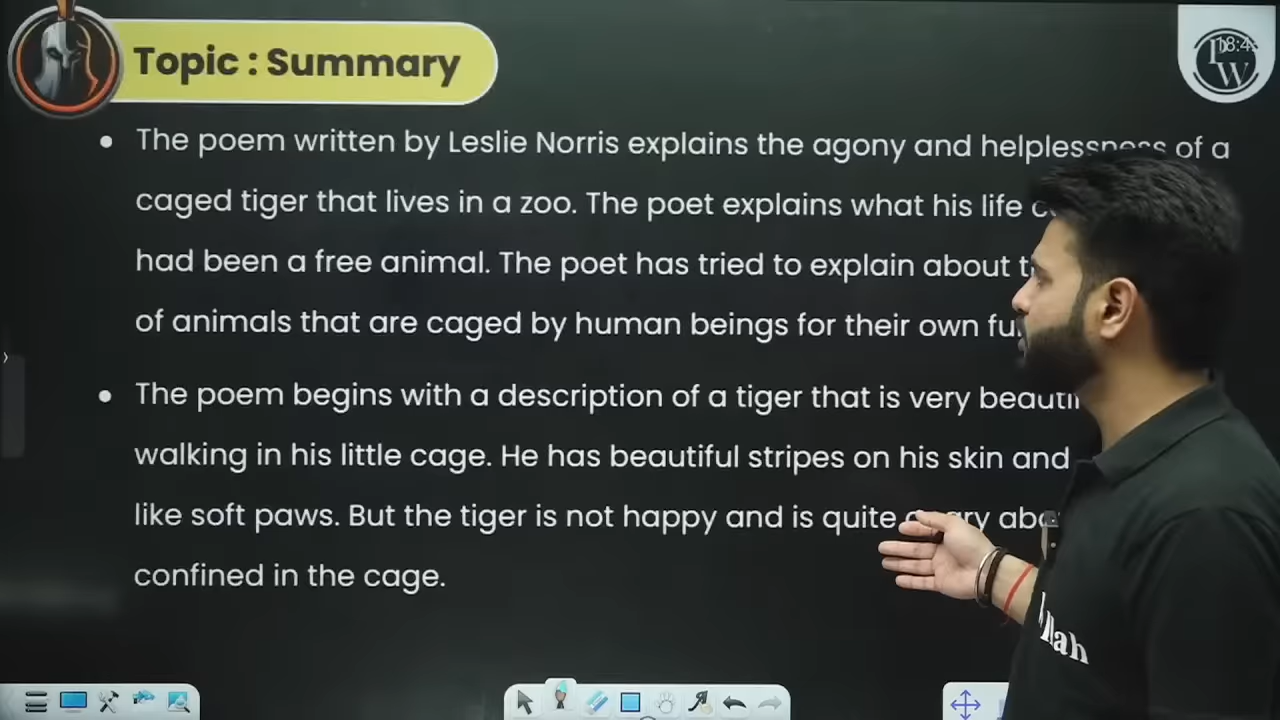 Topic : Summary
18:4
W
The poem written by Leslie Norris explains the agony and helplessness of a
caged tiger that lives in a zoo. The poet explains what his life
had been a free animal. The poet has tried to explain about
of animals that are caged by human beings for their own
The poem begins with a description of a tiger that is very
walking in his little cage. He has beautiful stripes on his skin and
like soft paws. But the tiger is not happy and is quite
confined in the cage.